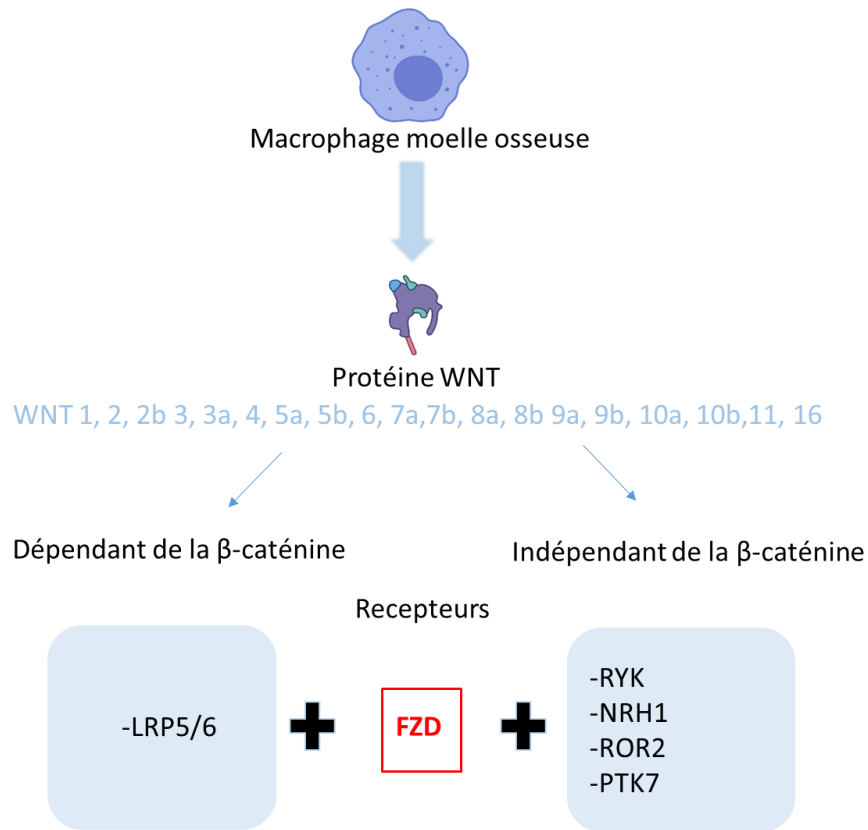 Macrophage moelle osseuse
Protéine WNT
WNT 1, 2, 2b 3, 3a, 4, 5a, 5b, 6, 7a,7b, 8a, 8b 9a, 9b, 10a, 10b,11, 16
Dépendant de la β-caténine
Indépendant de la β-caténine
Recepteurs
-LRP5/6
FZD
-RYK
-NRH1
-ROR2
-PTK7